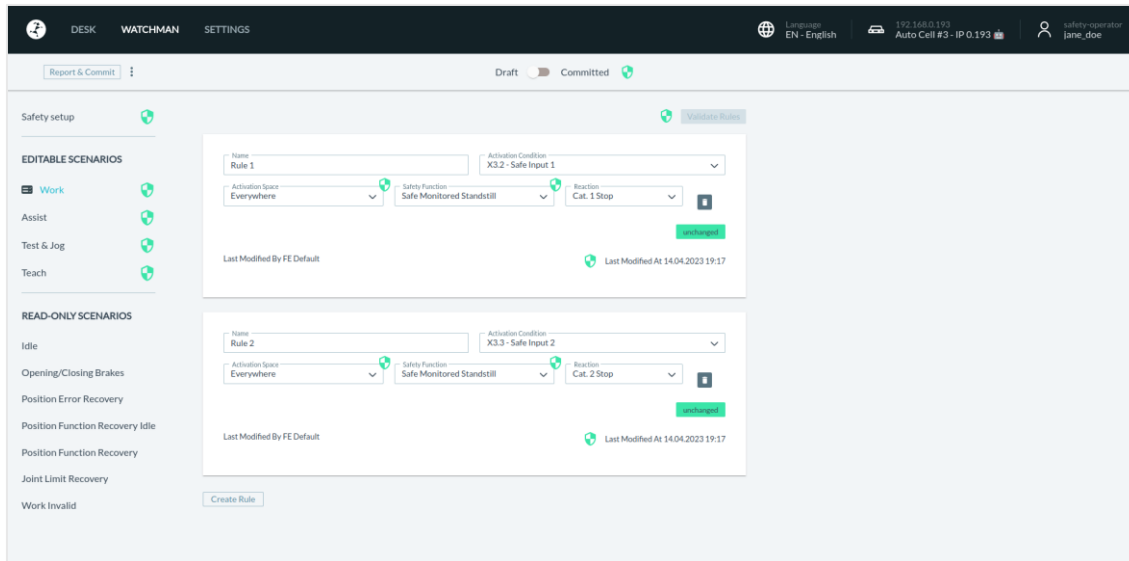 DESK WATCHMAN SETTINGS
Language
EN - English
192.168.0.193
Auto Cell #3 - IP 0.193
safety-operator
jane_doe
Report & Commit
Draft Committed
Safety setup
EDITABLE SCENARIOS
Work
Assist
Test & Jog
Teach
READ-ONLY SCENARIOS
Idle
Opening/Closing Brakes
Position Error Recovery
Position Function Recovery Idle
Position Function Recovery
Joint Limit Recovery
Work Invalid
Validate Rules
Name
Rule 1
Activation Condition
X3.2 - Safe Input 1
Activation Space
Everywhere
Safety Function
Safe Monitored Standstill
Reaction
Cat. 1 Stop
unchanged
Last Modified By FE Default
Last Modified At 14.04.2023 19:17
Name
Rule 2
Activation Condition
X3.3 - Safe Input 2
Activation Space
Everywhere
Safety Function
Safe Monitored Standstill
Reaction
Cat. 2 Stop
unchanged
Last Modified By FE Default
Last Modified At 14.04.2023 19:17
Create Rule